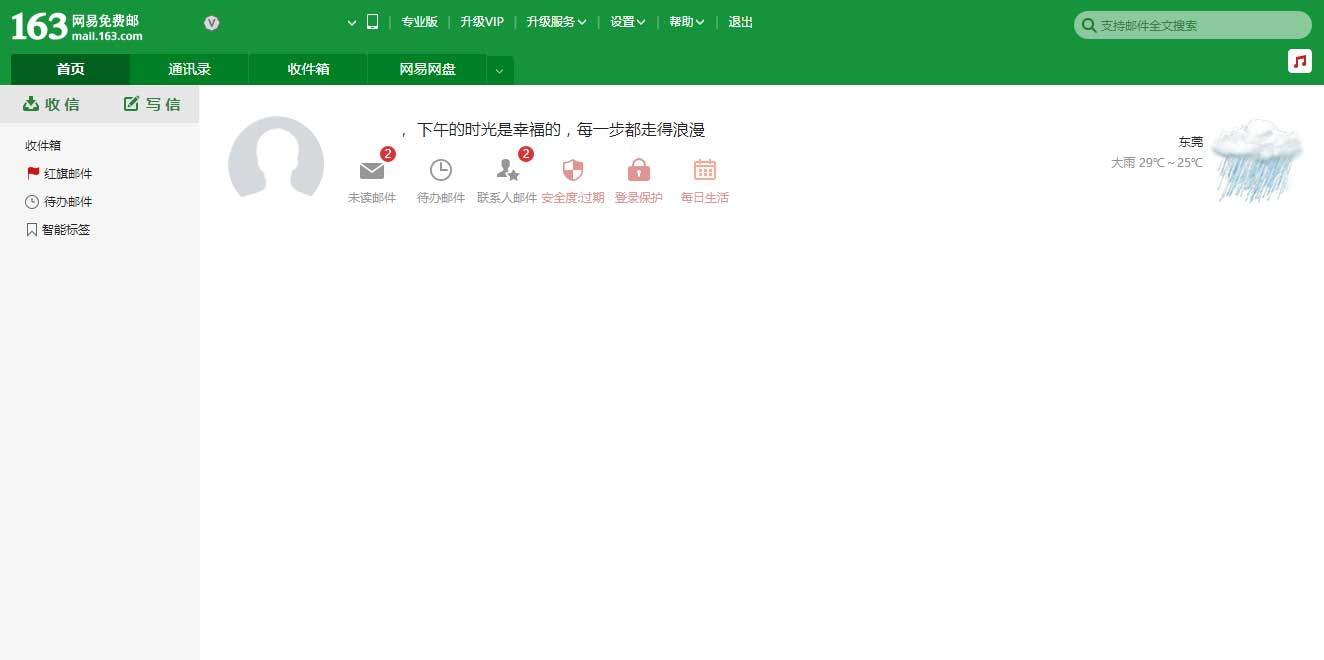 163 网易免费邮
mail.163.com
V
专业版 | 升级VIP | 升级服务 | 设置 | 帮助 | 退出
支持邮件全文搜索
首页 通讯录 收件箱 网易网盘
收信 写信
收件箱
红旗邮件
待办邮件
智能标签
，下午的时光是幸福的，每一步都走得浪漫
2 2
未读邮件 待办邮件 联系人邮件 安全度:过期 登录保护 每日生活
东莞
大雨 29℃~25℃